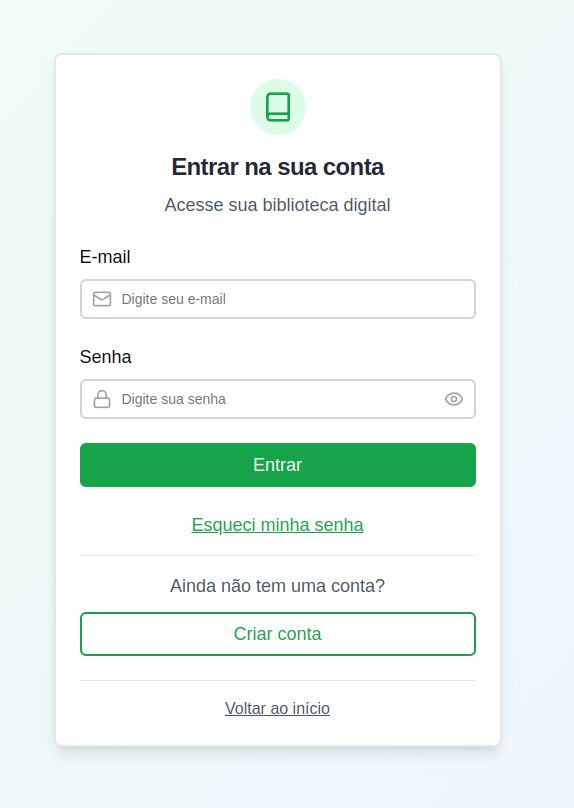 Entrar na sua conta
Acesse sua biblioteca digital
E-mail
Digite seu e-mail
Senha
Digite sua senha
Entrar
Esqueci minha senha
Ainda não tem uma conta?
Criar conta
Voltar ao início